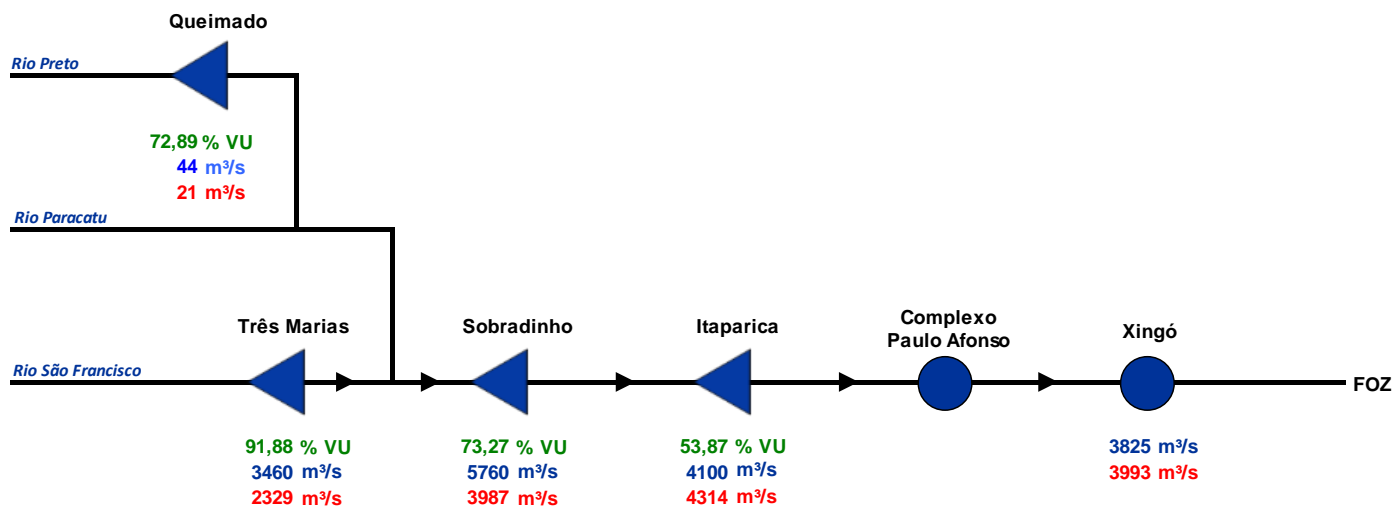 Queimado
Rio Preto
72,89 % VU
44 m³/s
21 m³/s
Rio Paracatu
Três Marias
Sobradinho
Itaparica
Complexo
Paulo Afonso
Xingó
Rio São Francisco
FOZ
91,88 % VU
3460 m³/s
2329 m³/s
73,27 % VU
5760 m³/s
3987 m³/s
53,87 % VU
4100 m³/s
4314 m³/s
3825 m³/s
3993 m³/s